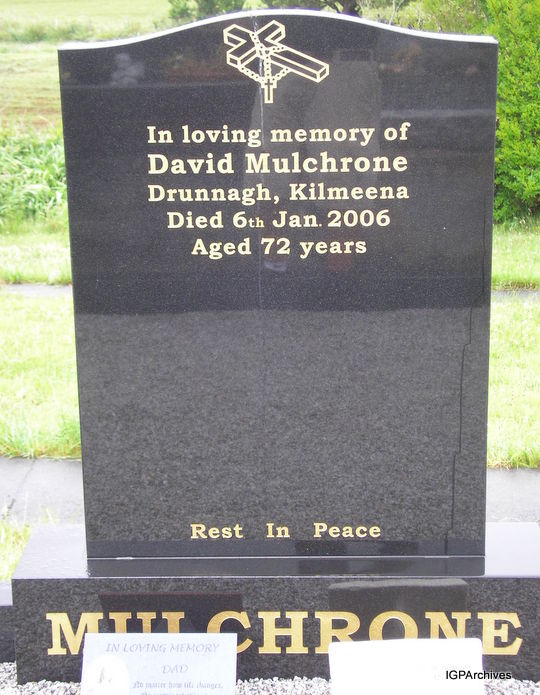 In loving memory of
David Mulchrone
Drunnagh, Kilmeena
Died 6th Jan. 2006
Aged 72 years
Rest In Peace
MULCHRONE
IN LOVING MEMORY
DAD
No matter how life changes,
IGPArchives